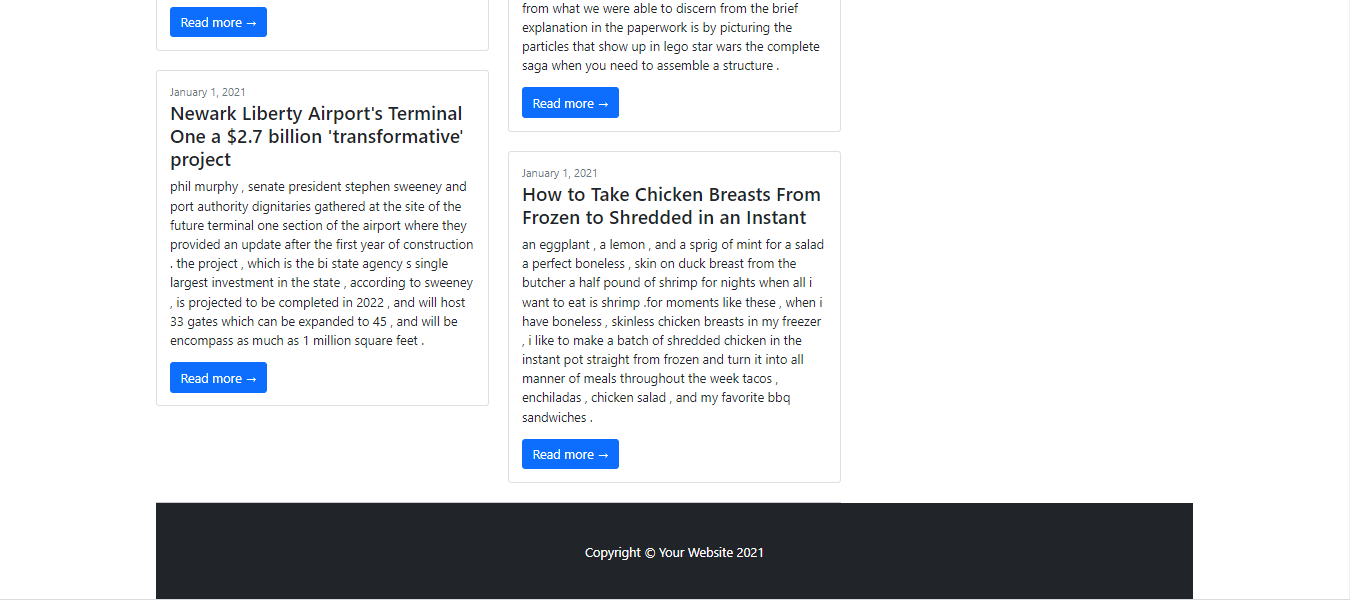 Read more →
January 1, 2021
Newark Liberty Airport's Terminal
One a $2.7 billion 'transformative'
project
phil murphy , senate president stephen sweeney and
port authority dignitaries gathered at the site of the
future terminal one section of the airport where they
provided an update after the first year of construction
. the project , which is the bi state agency s single
largest investment in the state , according to sweeney
, is projected to be completed in 2022 , and will host
33 gates which can be expanded to 45 , and will be
encompass as much as 1 million square feet .
Read more →
from what we were able to discern from the brief
explanation in the paperwork is by picturing the
particles that show up in lego star wars the complete
saga when you need to assemble a structure .
Read more →
January 1, 2021
How to Take Chicken Breasts From
Frozen to Shredded in an Instant
an eggplant , a lemon , and a sprig of mint for a salad
a perfect boneless , skin on duck breast from the
butcher a half pound of shrimp for nights when all i
want to eat is shrimp .for moments like these , when i
have boneless , skinless chicken breasts in my freezer
, i like to make a batch of shredded chicken in the
instant pot straight from frozen and turn it into all
manner of meals throughout the week tacos ,
enchiladas , chicken salad , and my favorite bbq
sandwiches .
Read more →
Copyright © Your Website 2021